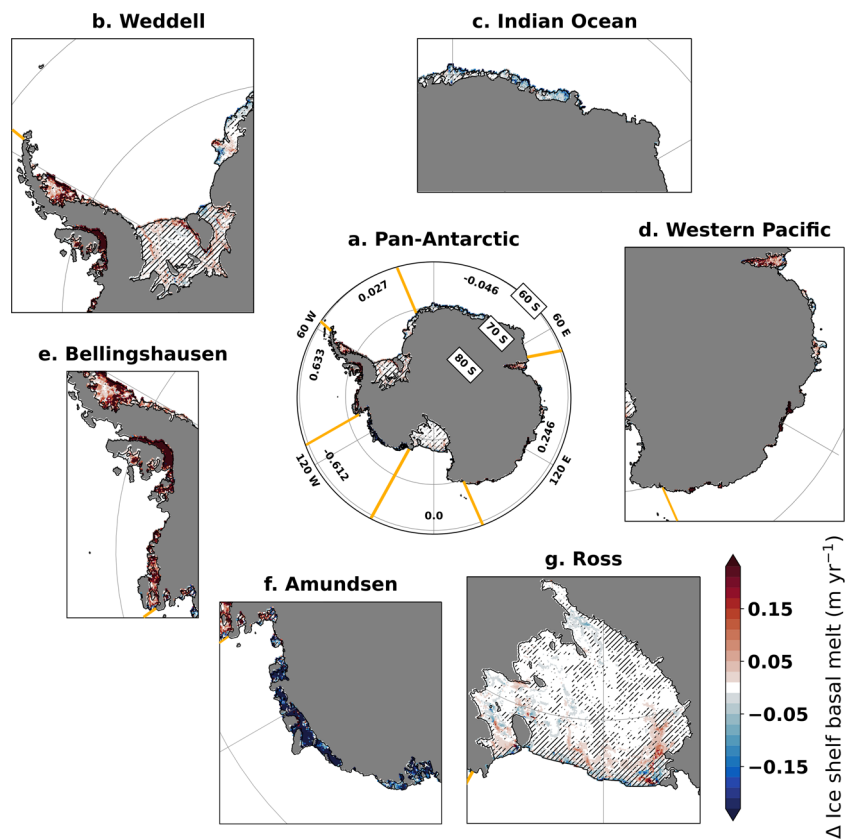 b. Weddell
c. Indian Ocean
a. Pan-Antarctic
d. Western Pacific
0.027
-0.046
60 S
60 E
70 S
80 S
60 W
0.633
0.246
120 E
120 W
-0.612
0.0
e. Bellingshausen
f. Amundsen
g. Ross
0.15
0.05
−0.05
−0.15
Δ Ice shelf basal melt (m yr⁻¹)